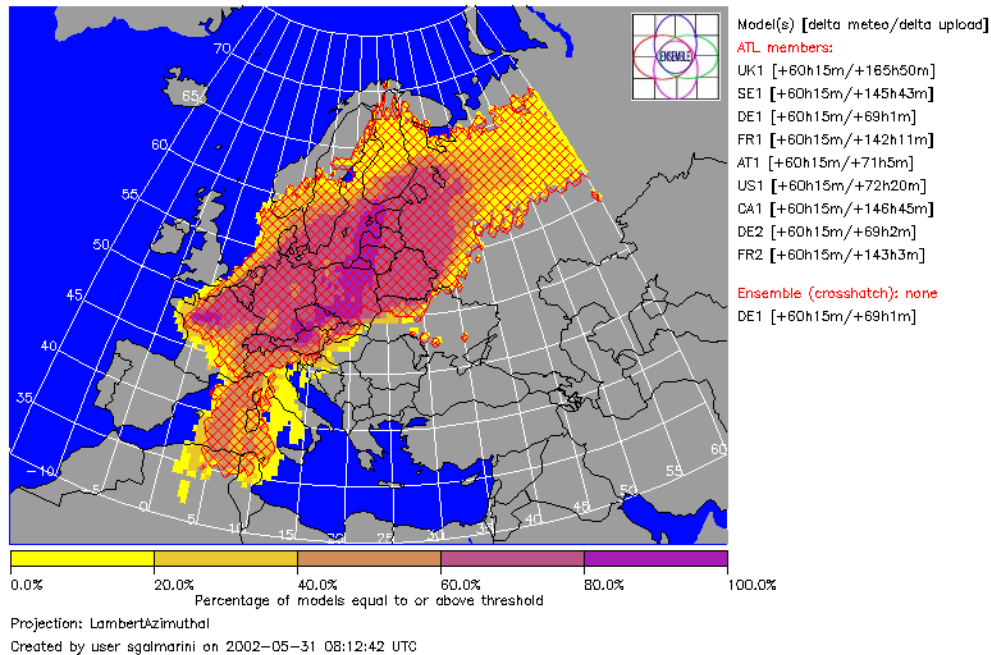 Model(s) [delta meteo/delta upload]
ATL members:
UK1 [+60h15m/+165h50m]
SE1 [+60h15m/+145h43m]
DE1 [+60h15m/+69h1m]
FR1 [+60h15m/+142h11m]
AT1 [+60h15m/+71h5m]
US1 [+60h15m/+72h20m]
CA1 [+60h15m/+146h45m]
DE2 [+60h15m/+69h2m]
FR2 [+60h15m/+143h3m]
Ensemble (crosshatch): none
DE1 [+60h15m/+69h1m]
ENSEMBLE
70
65
60
55
50
45
40
35
-10
-5
0
5
10
15
20
25
30
35
40
45
50
55
60
0.0% 20.0% 40.0% 60.0% 80.0% 100.0%
Percentage of models equal to or above threshold
Projection: LambertAzimuthal
Created by user sgalmarini on 2002-05-31 08:12:42 UTC